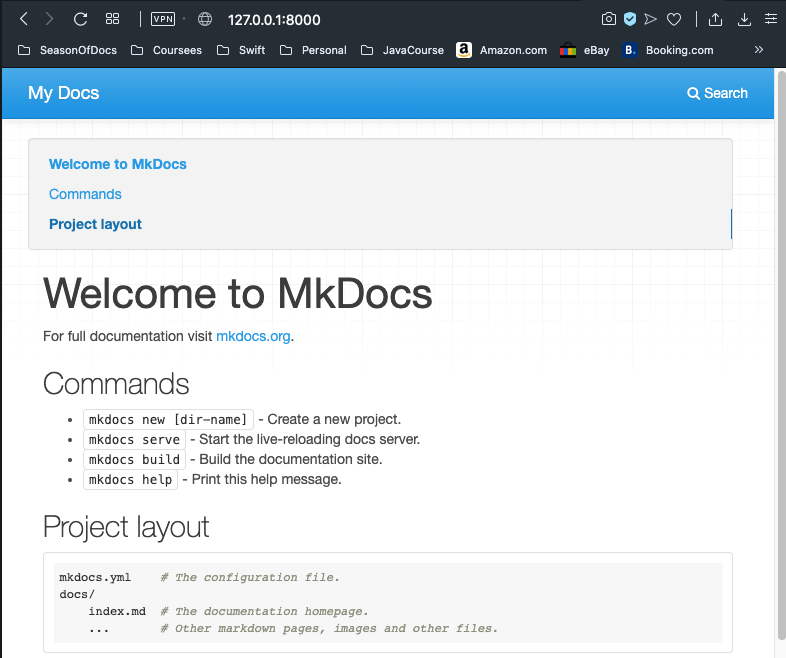 VPN 127.0.0.1:8000
SeasonOfDocs Coursees Swift Personal JavaCourse a Amazon.com eBay B. Booking.com »
My Docs Search
Welcome to MkDocs
Commands
Project layout
Welcome to MkDocs
For full documentation visit mkdocs.org.
Commands
• mkdocs new [dir-name] - Create a new project.
• mkdocs serve - Start the live-reloading docs server.
• mkdocs build - Build the documentation site.
• mkdocs help - Print this help message.
Project layout
mkdocs.yml # The configuration file.
docs/
index.md # The documentation homepage.
... # Other markdown pages, images and other files.